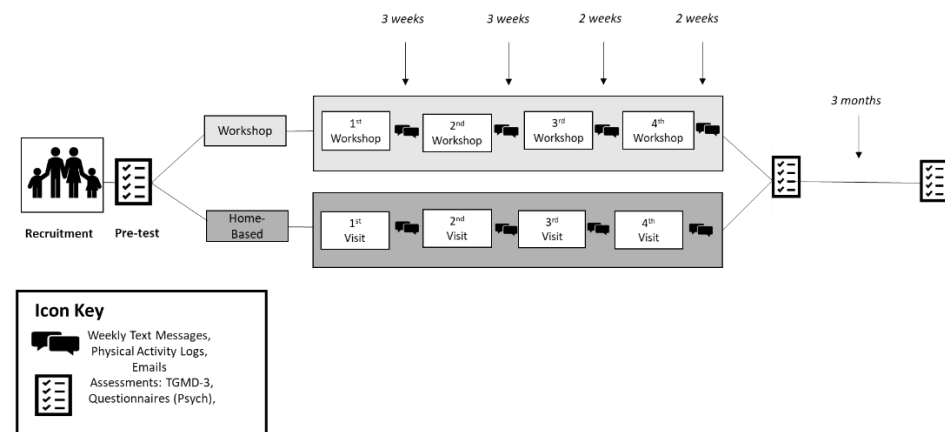 3 weeks
3 weeks
2 weeks
2 weeks
3 months
Workshop
1st
Workshop
2nd
Workshop
3rd
Workshop
4th
Workshop
Recruitment
Pre-test
Home-
Based
1st
Visit
2nd
Visit
3rd
Visit
4th
Visit
Icon Key
Weekly Text Messages,
Physical Activity Logs,
Emails
Assessments: TGMD-3,
Questionnaires (Psych),